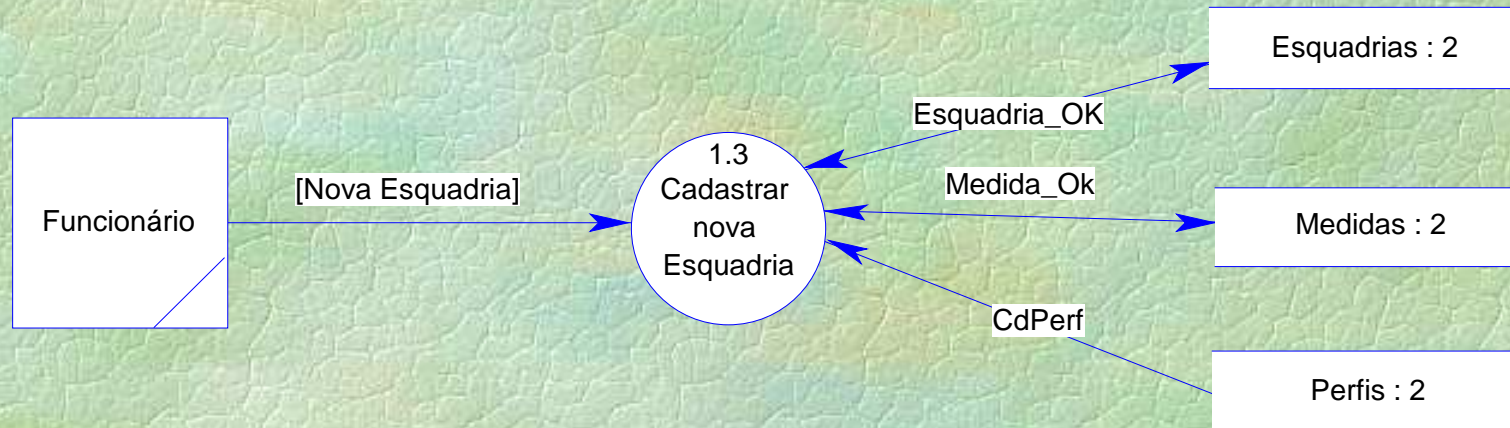 Funcionário
[Nova Esquadria]
1.3
Cadastrar
nova
Esquadria
Esquadria_OK
Medida_Ok
CdPerf
Esquadrias : 2
Medidas : 2
Perfis : 2